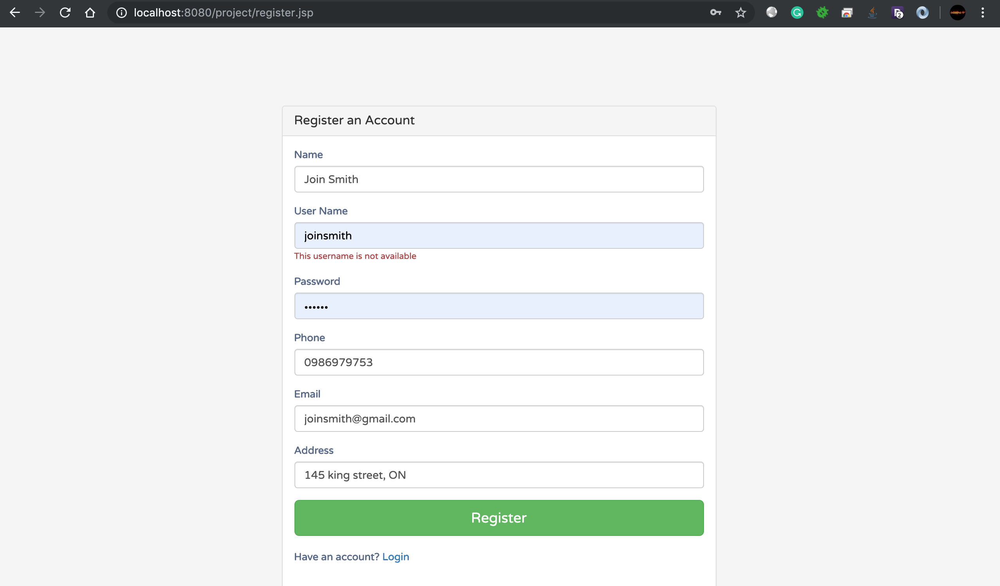 localhost:8080/project/register.jsp
Register an Account
Name
Join Smith
User Name
joinsmith
This username is not available
Password
••••••
Phone
0986979753
Email
joinsmith@gmail.com
Address
145 king street, ON
Register
Have an account? Login